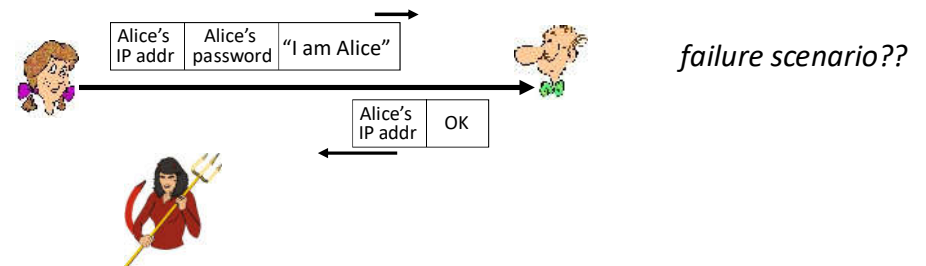 Alice's
IP addr
Alice's
password
“I am Alice”
failure scenario??
Alice's
IP addr
OK